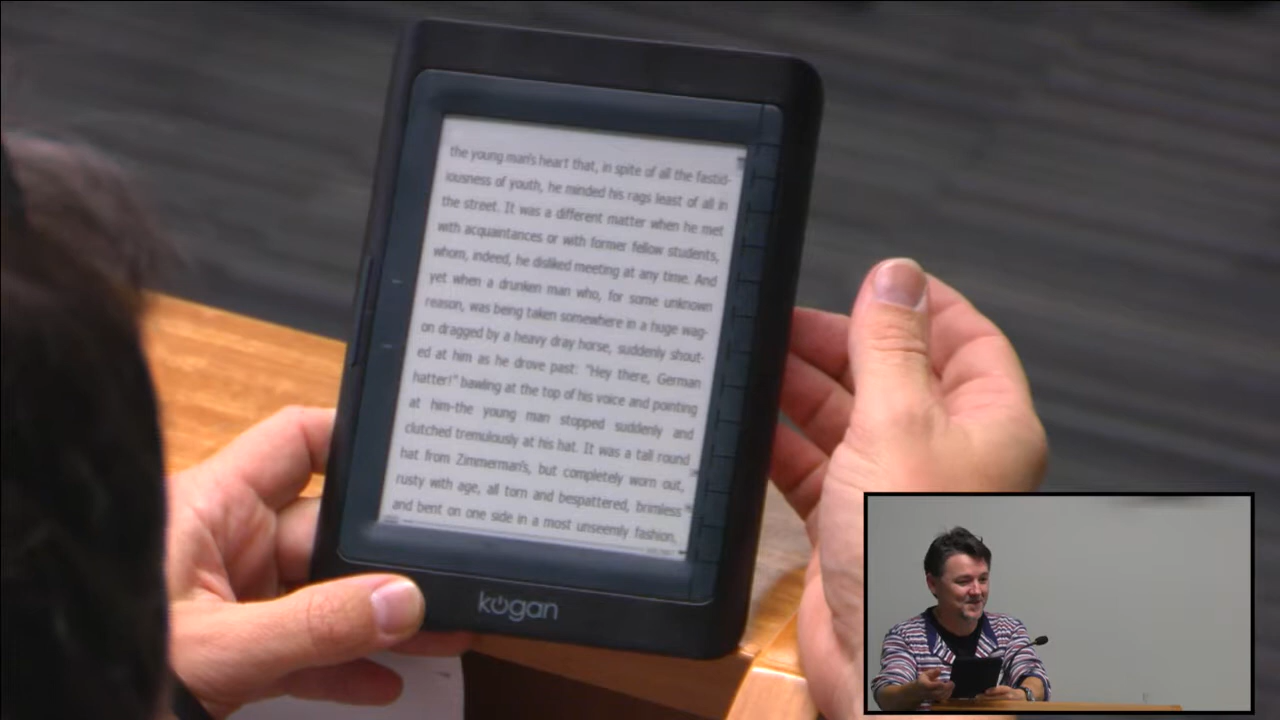 the young man's heart that, in spite of all the fastid-
iousness of youth, he minded his rags least of all in
the street. It was a different matter when he met
with acquaintances or with former fellow students,
whom, indeed, he disliked meeting at any time. And
yet when a drunken man who, for some unknown
reason, was being taken somewhere in a huge wag-
on dragged by a heavy dray horse, suddenly shout-
ed at him as he drove past: "Hey there, German
hatter!" bawling at the top of his voice and pointing
at him-the young man stopped suddenly and
clutched tremulously at his hat. It was a tall round
hat from Zimmerman's, but completely worn out,
rusty with age, all torn and bespattered, brimless
and bent on one side in a most unseemly fashion,
kogan